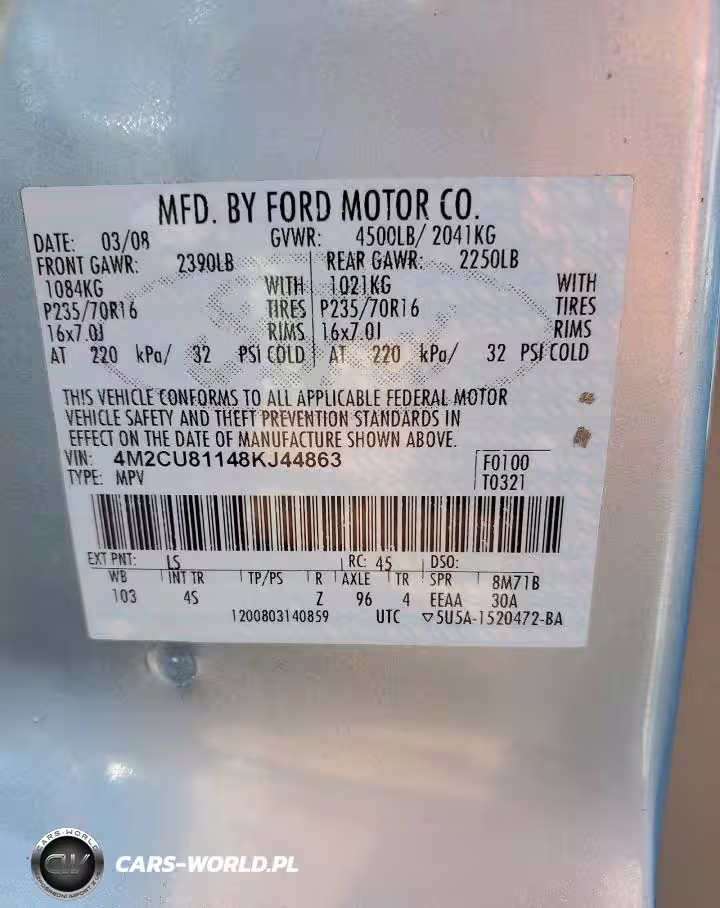 MFD. BY FORD MOTOR CO.
DATE: 03/08 GVWR: 4500LB/ 2041KG
FRONT GAWR: 2390LB REAR GAWR: 2250LB
1084KG WITH 1021KG WITH
P235/70R16 TIRES P235/70R16 TIRES
16x7.0J RIMS 16x7.0J RIMS
AT 220 kPa/ 32 PSI COLD AT 220 kPa/ 32 PSI COLD
THIS VEHICLE CONFORMS TO ALL APPLICABLE FEDERAL MOTOR
VEHICLE SAFETY AND THEFT PREVENTION STANDARDS IN
EFFECT ON THE DATE OF MANUFACTURE SHOWN ABOVE.
VIN: 4M2CU81148KJ44863 F0100
TYPE: MPV T0321
EXT PNT: LS RC: 45 DSO:
WB INT TR TP/PS R AXLE TR SPR 8M71B
103 4S Z 96 4 EEAA 30A
1200803140859 UTC ▽5U5A-1520472-BA
CARS-WORLD
CW
CARS-WORLD.PL